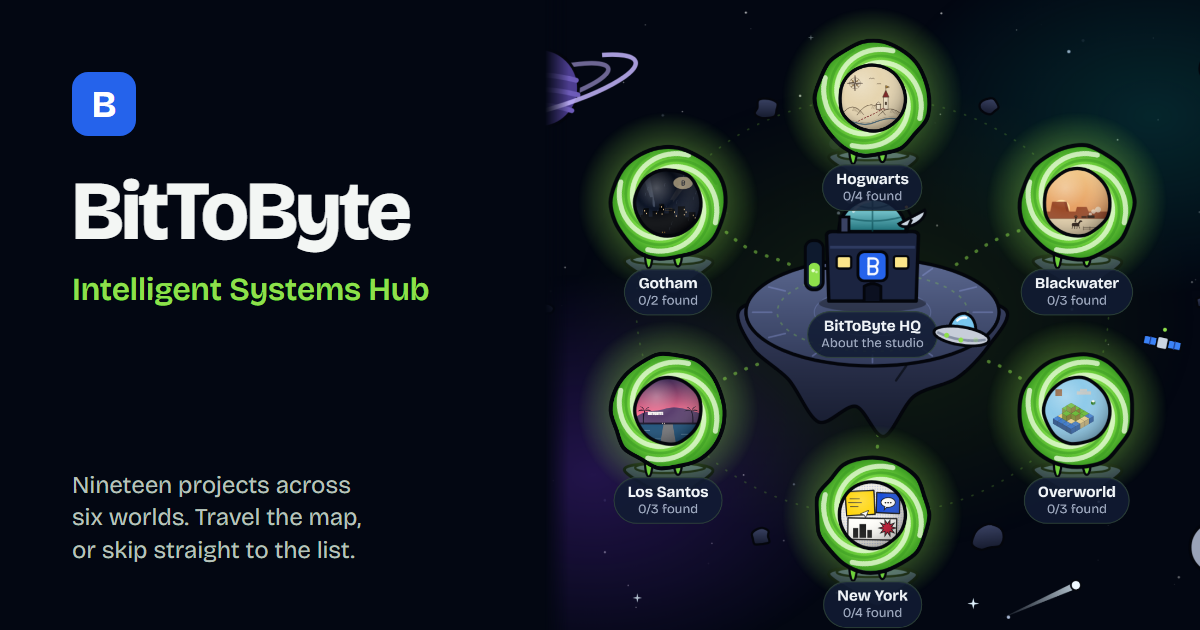 B
BitToByte
Intelligent Systems Hub
Nineteen projects across
six worlds. Travel the map,
or skip straight to the list.
Hogwarts
0/4 found
Gotham
0/2 found
Blackwater
0/3 found
B
BitToByte HQ
About the studio
Los Santos
0/3 found
Overworld
0/3 found
New York
0/4 found